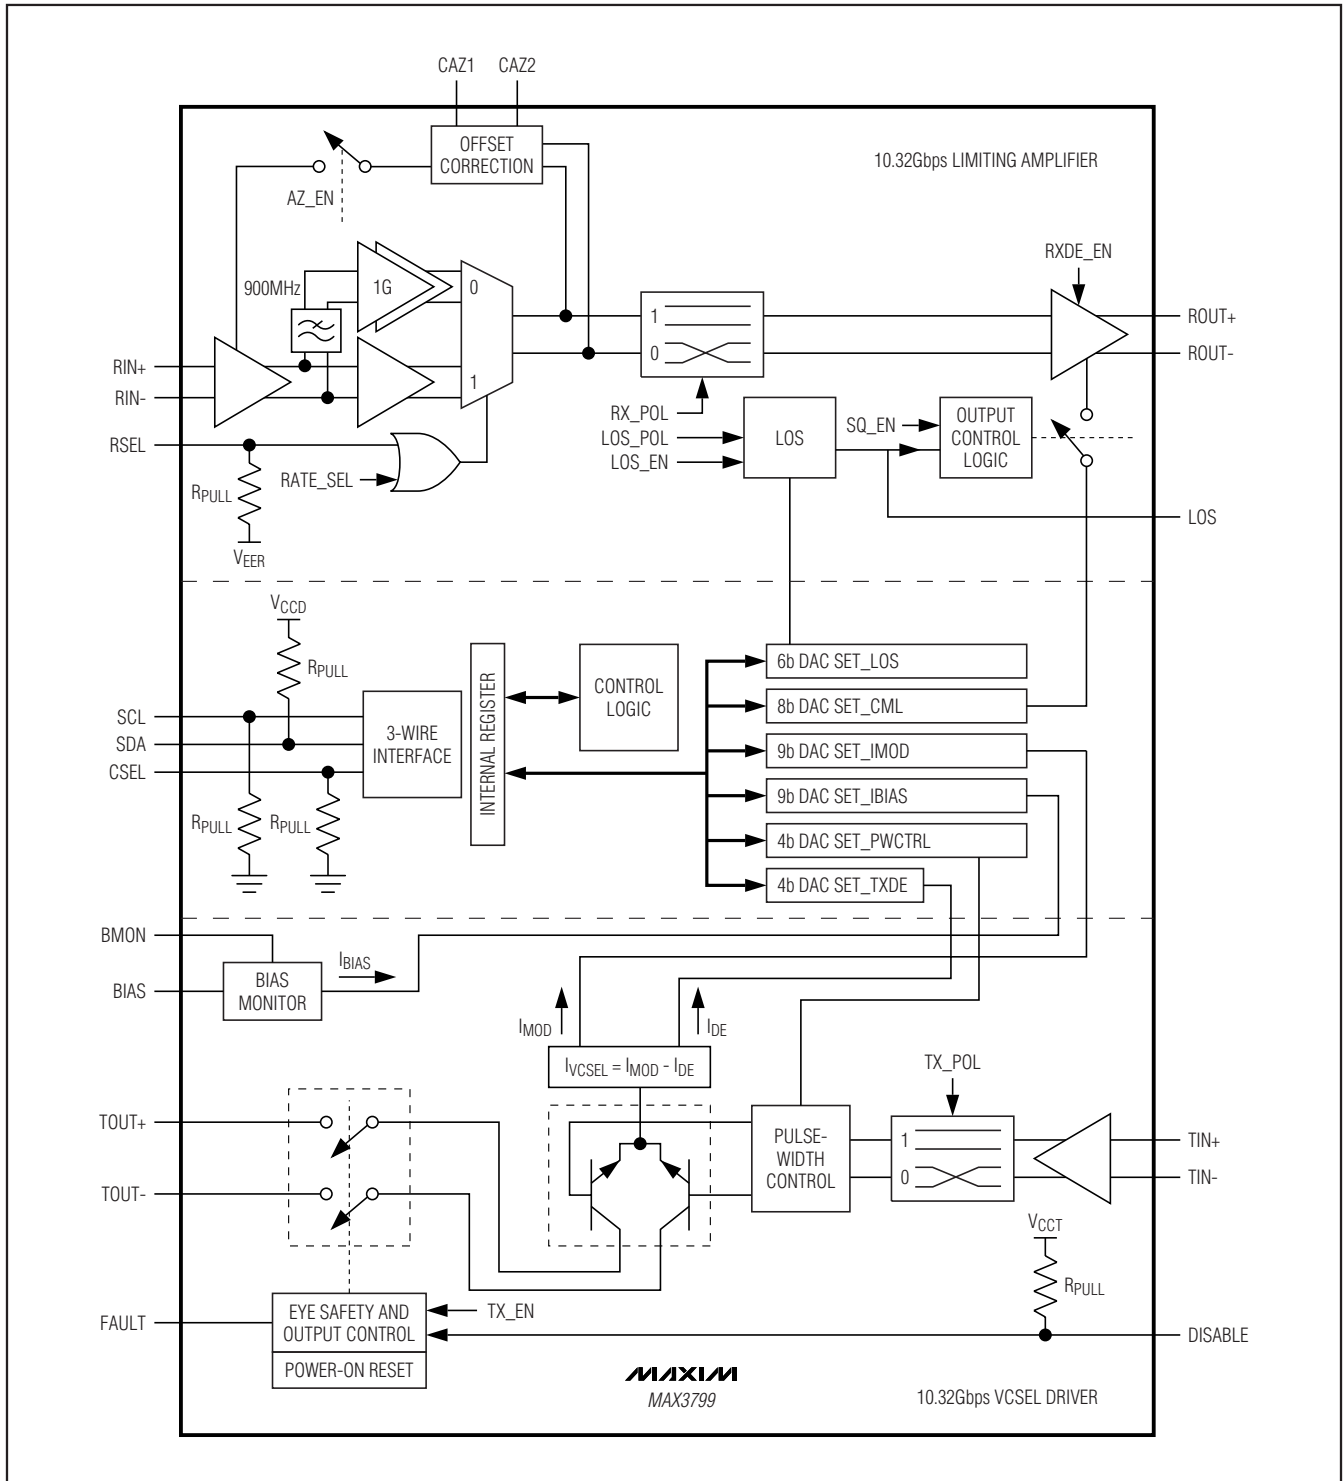 CAZ1 CAZ2
OFFSET
CORRECTION
10.32Gbps LIMITING AMPLIFIER
AZ_EN
RXDE_EN
900MHz
1G
0
1
ROUT+
1
0
ROUT-
RIN+
RIN-
RX_POL
LOS_POL
LOS_EN
LOS
SQ_EN
OUTPUT
CONTROL
LOGIC
RSEL
RATE_SEL
RPULL
VEER
LOS
VCCD
RPULL
6b DAC SET_LOS
CONTROL
LOGIC
8b DAC SET_CML
SCL
SDA
CSEL
3-WIRE
INTERFACE
INTERNAL REGISTER
9b DAC SET_IMOD
9b DAC SET_IBIAS
RPULL RPULL
4b DAC SET_PWCTRL
4b DAC SET_TXDE
BMON
IBIAS
BIAS
BIAS
MONITOR
IMOD
IDE
IVCSEL = IMOD - IDE
TX_POL
TOUT+
TOUT-
PULSE-
WIDTH
CONTROL
1
0
TIN+
TIN-
VCCT
RPULL
FAULT
EYE SAFETY AND
OUTPUT CONTROL
TX_EN
DISABLE
POWER-ON RESET
MAXIM
MAX3799
10.32Gbps VCSEL DRIVER